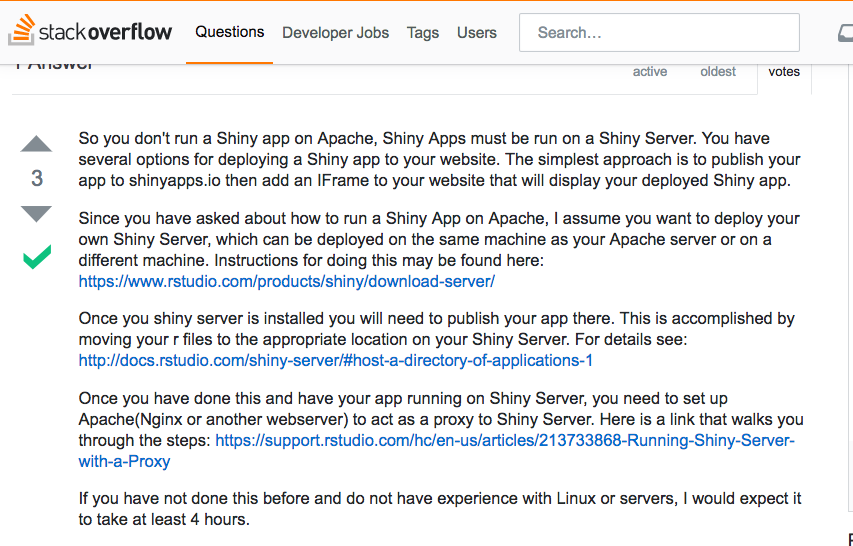 stackoverflow Questions Developer Jobs Tags Users Search...
1 Answer
active oldest votes
So you don't run a Shiny app on Apache, Shiny Apps must be run on a Shiny Server. You have
several options for deploying a Shiny app to your website. The simplest approach is to publish your
app to shinyapps.io then add an IFrame to your website that will display your deployed Shiny app.
3
Since you have asked about how to run a Shiny App on Apache, I assume you want to deploy your
own Shiny Server, which can be deployed on the same machine as your Apache server or on a
different machine. Instructions for doing this may be found here:
https://www.rstudio.com/products/shiny/download-server/
Once you shiny server is installed you will need to publish your app there. This is accomplished by
moving your r files to the appropriate location on your Shiny Server. For details see:
http://docs.rstudio.com/shiny-server/#host-a-directory-of-applications-1
Once you have done this and have your app running on Shiny Server, you need to set up
Apache(Nginx or another webserver) to act as a proxy to Shiny Server. Here is a link that walks you
through the steps: https://support.rstudio.com/hc/en-us/articles/213733868-Running-Shiny-Server-
with-a-Proxy
If you have not done this before and do not have experience with Linux or servers, I would expect it
to take at least 4 hours.